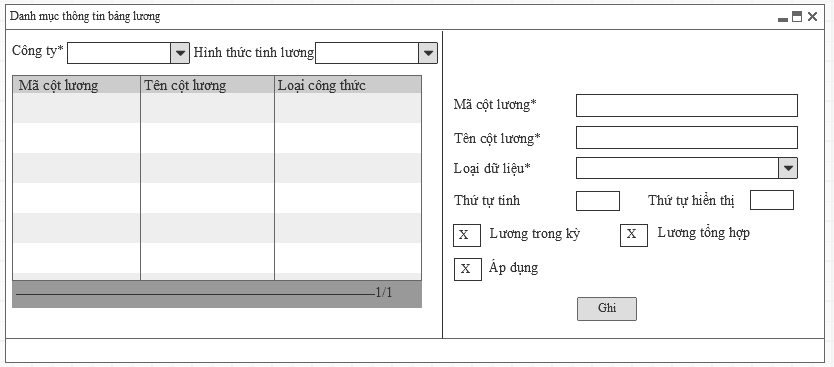 Danh mục thông tin bảng lương
Công ty* Hình thức tính lương
Mã cột lương Tên cột lương Loại công thức
1/1
Mã cột lương*
Tên cột lương*
Loại dữ liệu*
Thứ tự tính Thứ tự hiển thị
X Lương trong kỳ X Lương tổng hợp
X Áp dụng
Ghi